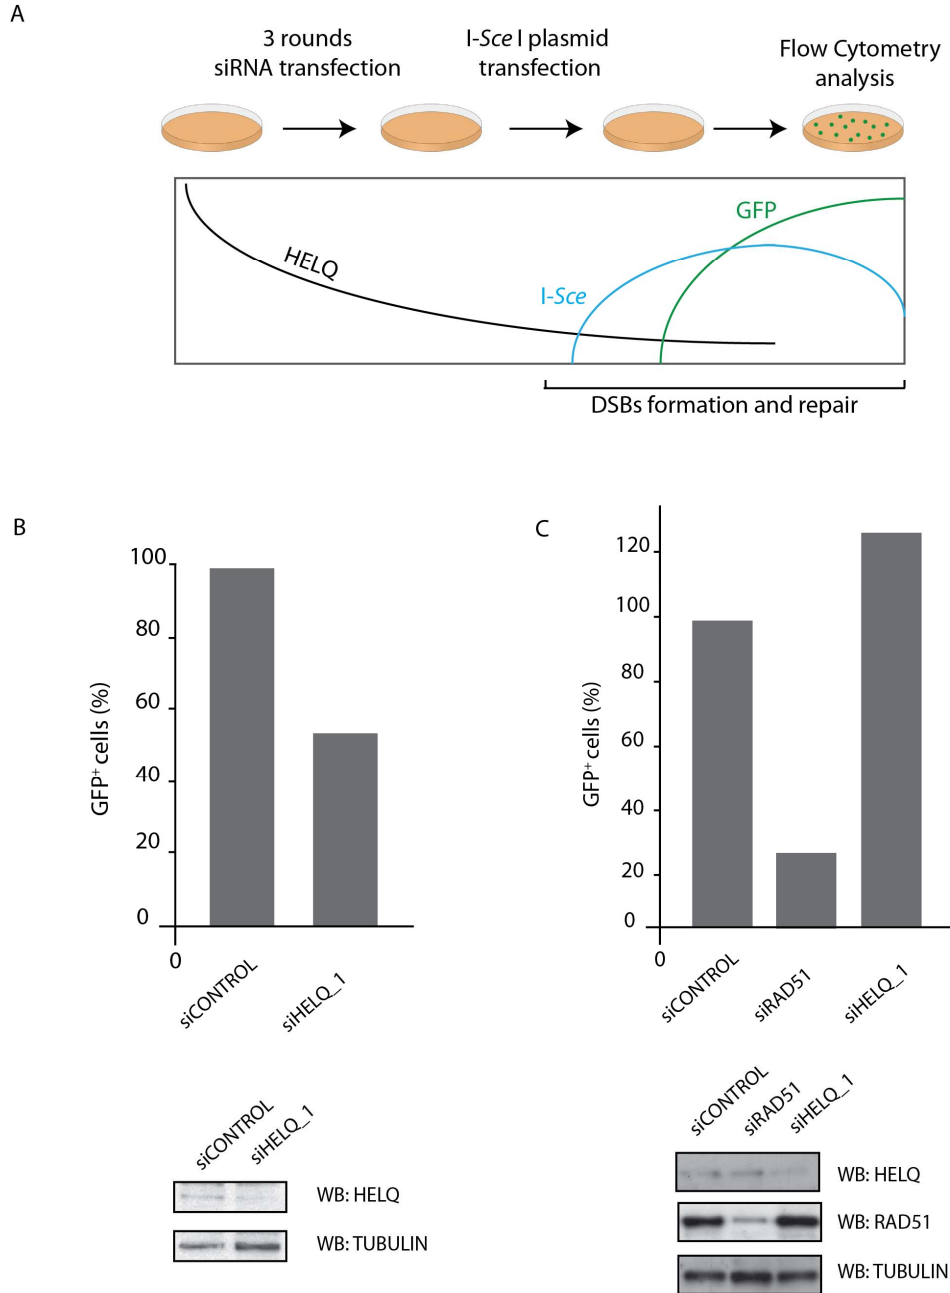 A
3 rounds
siRNA transfection
I-Sce I plasmid
transfection
Flow Cytometry
analysis
HELQ
I-Sce
GFP
DSBs formation and repair
B
GFP+ cells (%)
100
80
60
40
20
0
0
siCONTROL
siHELQ_1
siCONTROL
siHELQ_1
WB: HELQ
WB: TUBULIN
C
GFP+ cells (%)
120
100
80
60
40
20
0
0
siCONTROL
siRAD51
siHELQ_1
siCONTROL
siRAD51
siHELQ_1
WB: HELQ
WB: RAD51
WB: TUBULIN